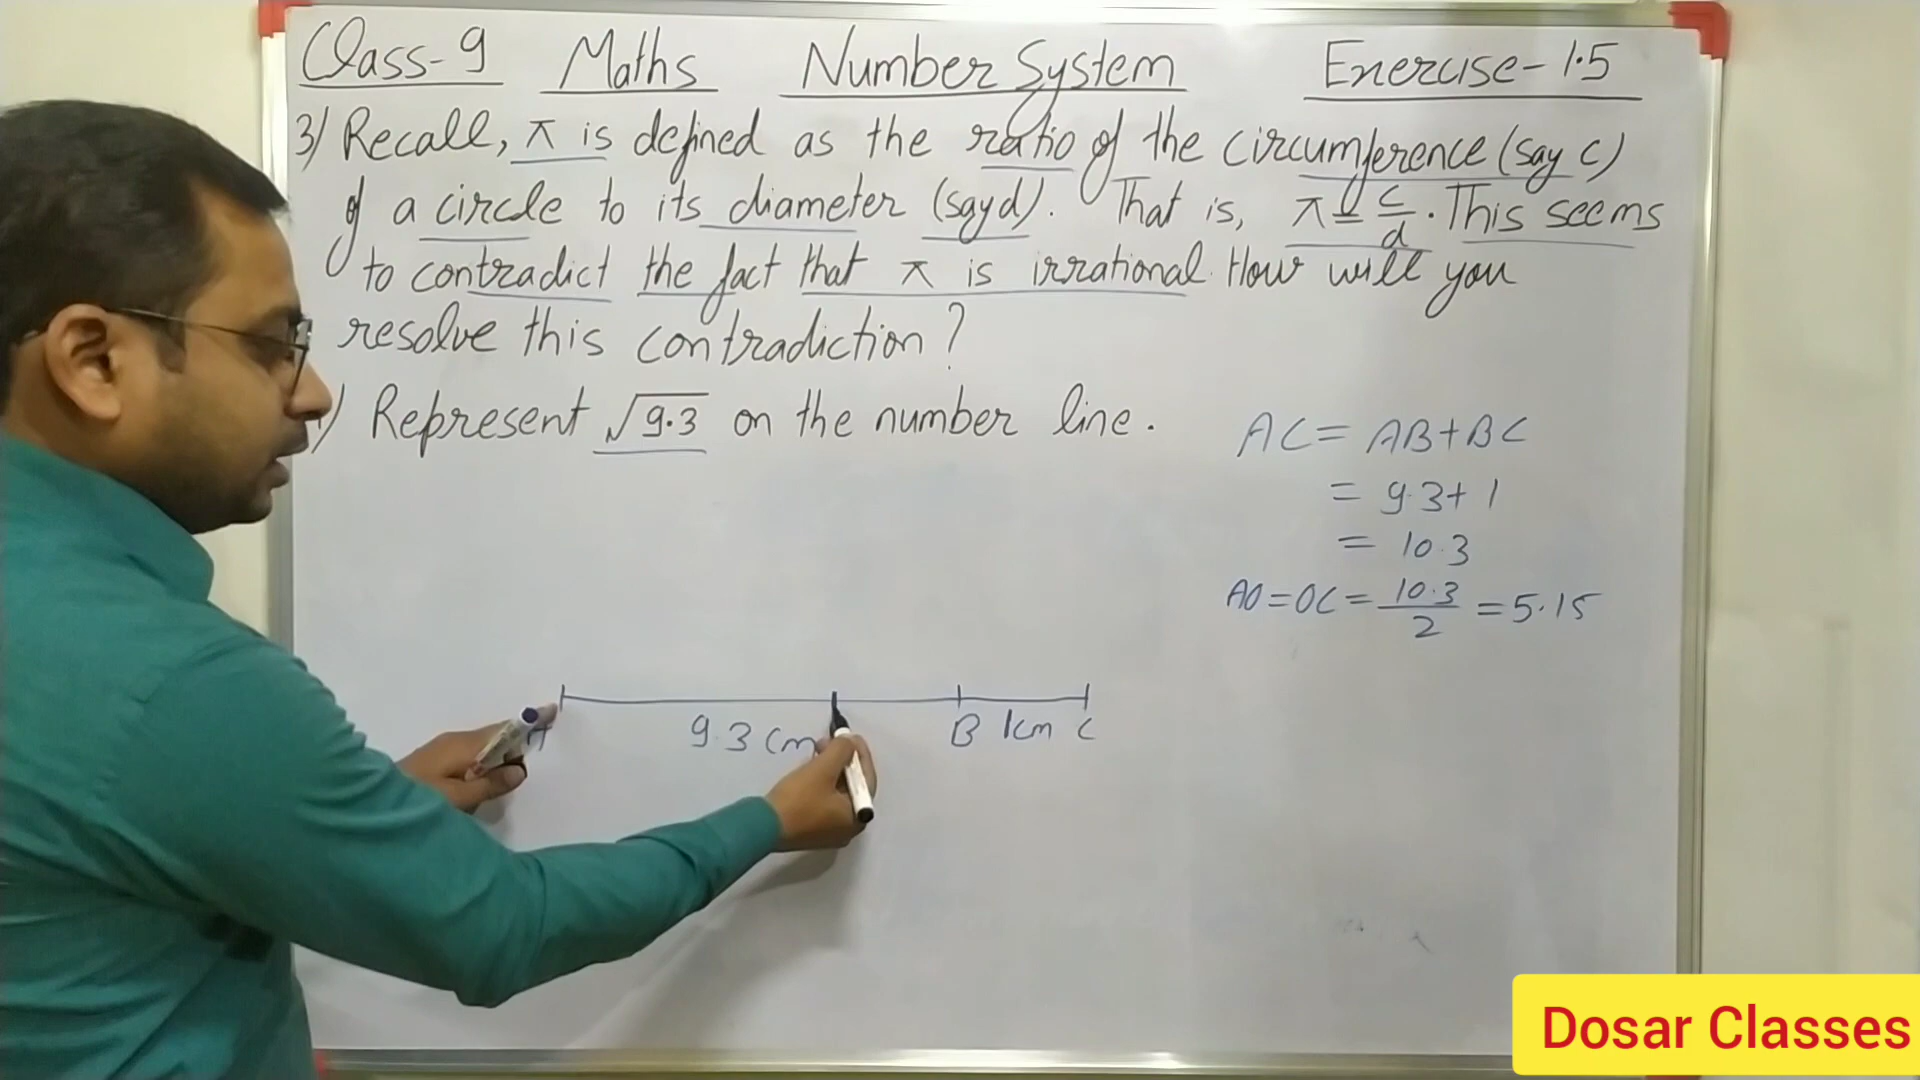 Class-9 Maths Number System Exercise-1.5
3) Recall, π is defined as the ratio of the circumference (say c)
of a circle to its diameter (say d). That is, π = c/d. This seems
to contradict the fact that π is irrational. How will you
resolve this contradiction?
) Represent √9.3 on the number line.
AC = AB+BC
= 9.3+1
= 10.3
AO=OC= 10.3/2 = 5.15
A 9.3 cm B 1cm C
Dosar Classes